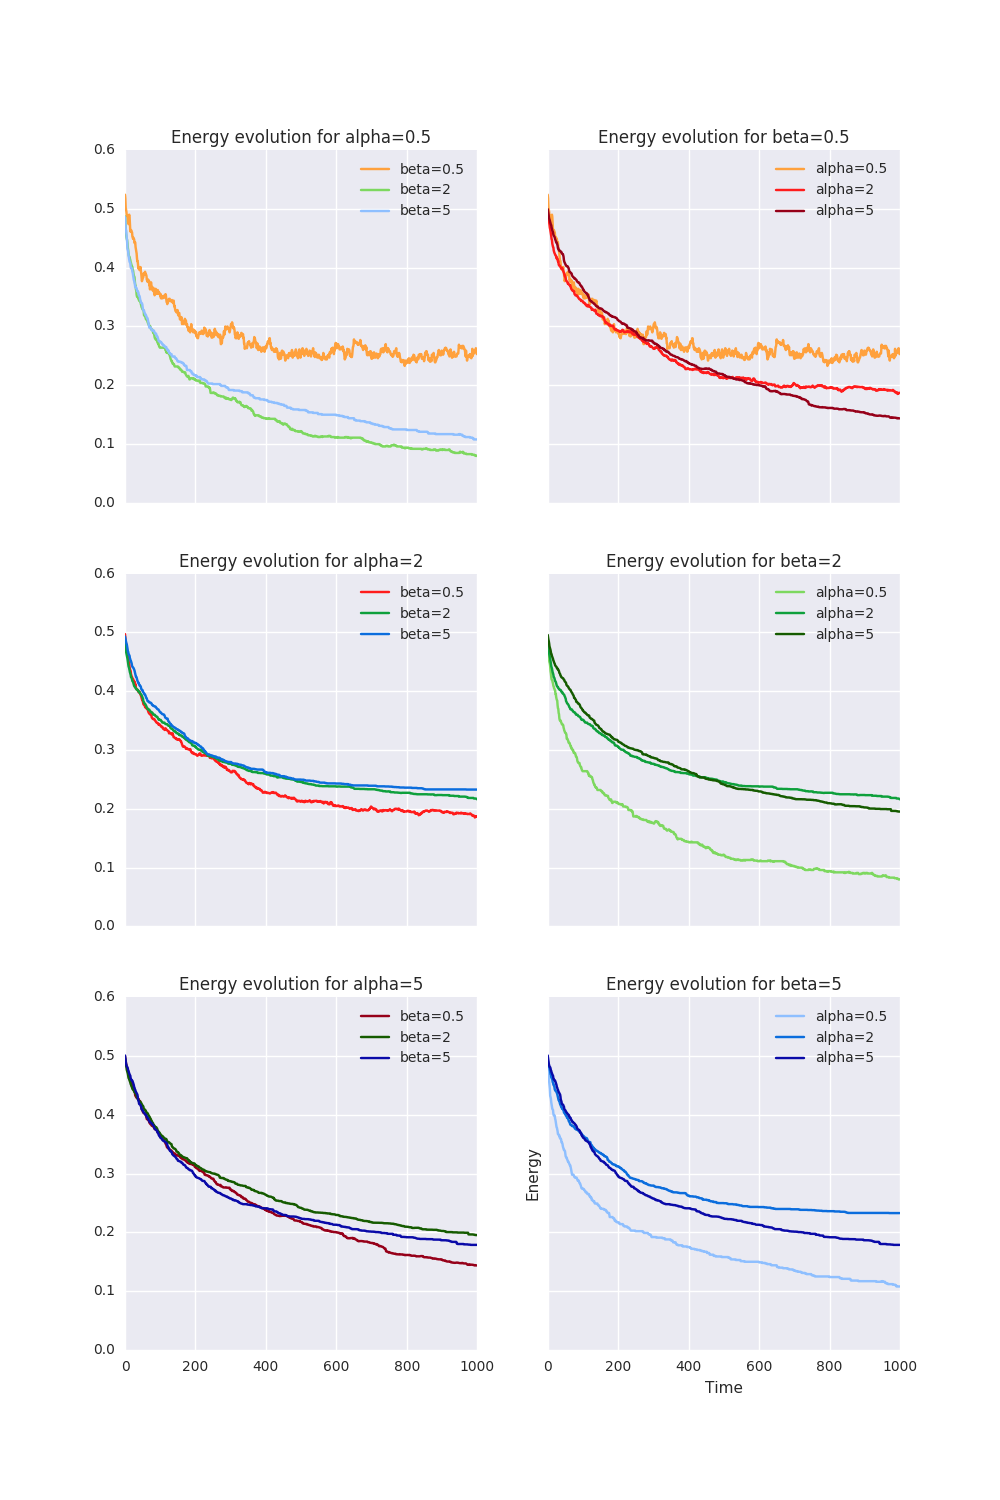 Energy evolution for alpha=0.5
0.6
0.5
0.4
0.3
0.2
0.1
0.0
beta=0.5
beta=2
beta=5
Energy evolution for beta=0.5
alpha=0.5
alpha=2
alpha=5
Energy evolution for alpha=2
0.6
0.5
0.4
0.3
0.2
0.1
0.0
beta=0.5
beta=2
beta=5
Energy evolution for beta=2
alpha=0.5
alpha=2
alpha=5
Energy evolution for alpha=5
0.6
0.5
0.4
0.3
0.2
0.1
0.0
beta=0.5
beta=2
beta=5
0 200 400 600 800 1000
Energy evolution for beta=5
alpha=0.5
alpha=2
alpha=5
Energy
0 200 400 600 800 1000
Time